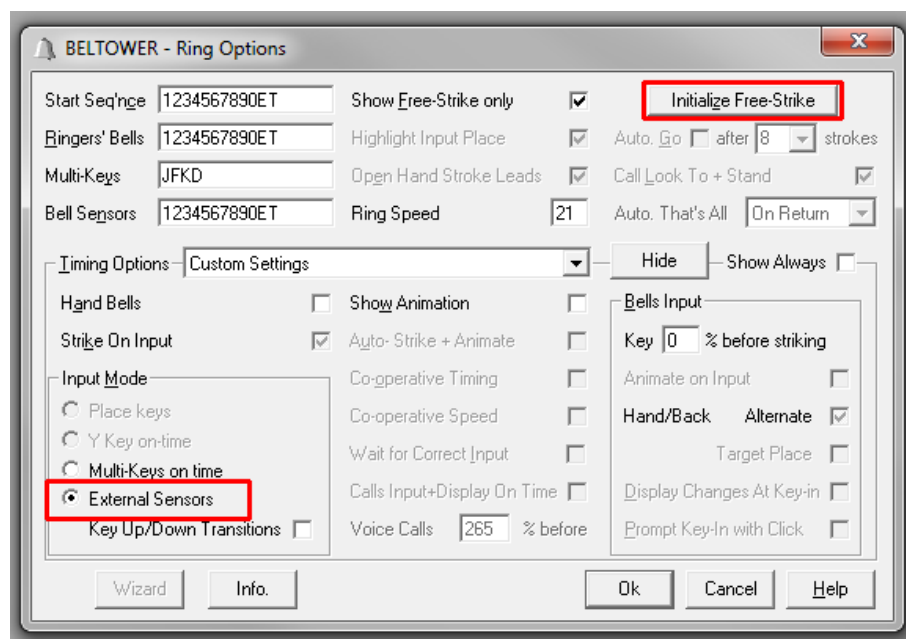 BELTOWER - Ring Options
Start Seq'nce 1234567890ET Show Free-Strike only Initialize Free-Strike
Ringers' Bells 1234567890ET Highlight Input Place Auto. Go after 8 strokes
Multi-Keys JFKD Open Hand Stroke Leads Call Look To + Stand
Bell Sensors 1234567890ET Ring Speed 21 Auto. That's All On Return
Timing Options Custom Settings Hide Show Always
Hand Bells Show Animation Bells Input
Strike On Input Auto- Strike + Animate Key 0 % before striking
Input Mode Co-operative Timing Animate on Input
Place keys Co-operative Speed Hand/Back Alternate
Y Key on-time Wait for Correct Input Target Place
Multi-Keys on time
External Sensors Calls Input+Display On Time Display Changes At Key-in
Key Up/Down Transitions Voice Calls 265 % before Prompt Key-In with Click
Wizard Info. Ok Cancel Help